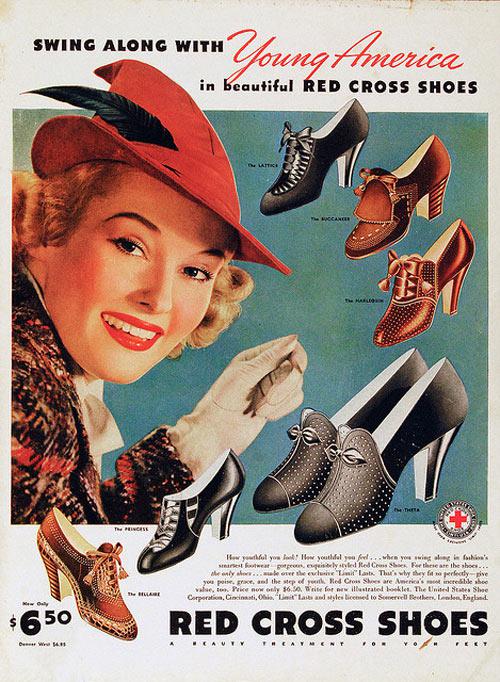 SWING ALONG WITH Young America
in beautiful RED CROSS SHOES
The LATTICE
The BUCCANEER
The HARLEQUIN
The THETA
The PRINCESS
The BELLAIRE
How youthful you look! How youthful you feel . . . when you swing along in fashion's
smartest footwear—gorgeous, exquisitely styled Red Cross Shoes. For these are the shoes . . .
the only shoes . . . made over the exclusive "Limit" Lasts. That's why they fit so perfectly—give
you poise, grace, and the step of youth. Red Cross Shoes are America's most incredible shoe
value, too. Price now only $6.50. Write for new illustrated booklet. The United States Shoe
Corporation, Cincinnati, Ohio. "Limit" Lasts and styles licensed to Somervell Brothers, London, England.
Now Only
$6.50
Denver West $6.85
RED CROSS SHOES
A BEAUTY TREATMENT FOR YOUR FEET